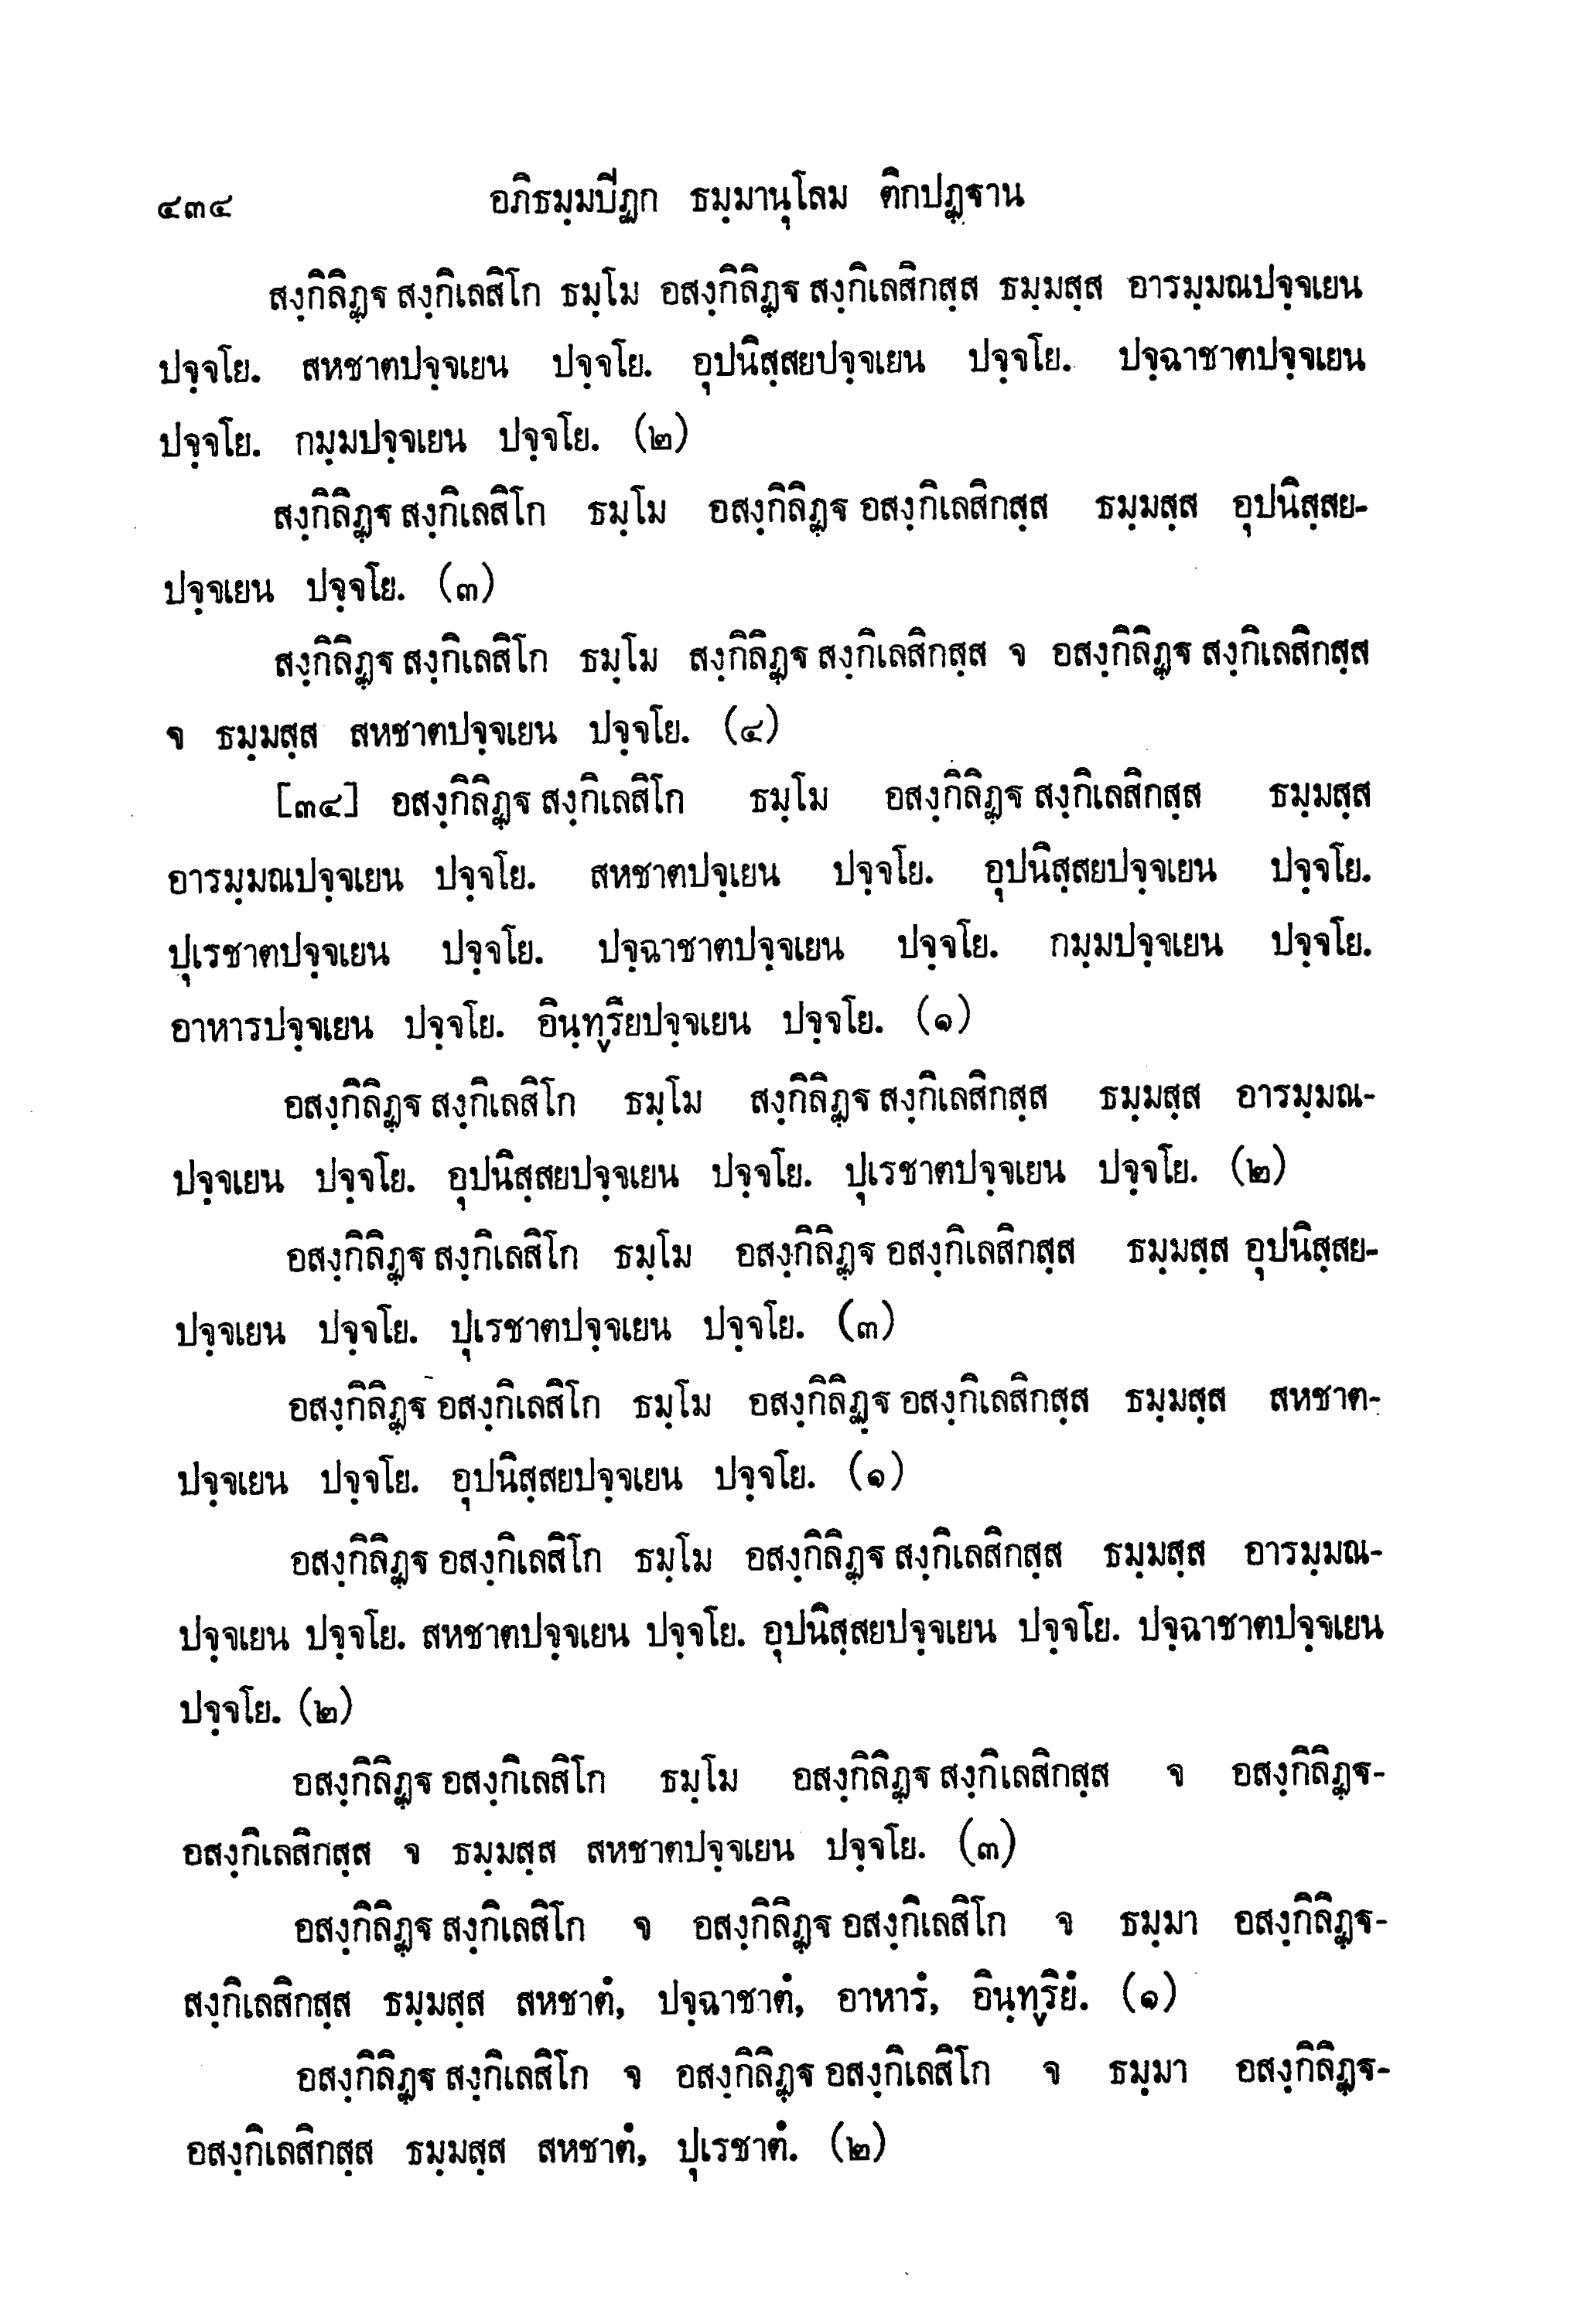 ๔๓๔ อภิธมฺมปีฏก ธมฺมานุโลม ติกปฏฺฐาน
สงฺกิลิฏฺฐ สงฺกิเลสิโก ธมฺโม อสงฺกิลิฏฺฐ สงฺกิเลสิกสฺส ธมฺมสฺส อารมฺมณปจฺจเยน
ปจฺจโย. สหชาตปจฺจเยน ปจฺจโย. อุปนิสฺสยปจฺจเยน ปจฺจโย. ปจฺฉาชาตปจฺจเยน
ปจฺจโย. กมฺมปจฺจเยน ปจฺจโย. (๒)
สงฺกิลิฏฺฐ สงฺกิเลสิโก ธมฺโม อสงฺกิลิฏฺฐ อสงฺกิเลสิกสฺส ธมฺมสฺส อุปนิสฺสย-
ปจฺจเยน ปจฺจโย. (๓)
สงฺกิลิฏฺฐ สงฺกิเลสิโก ธมฺโม สงฺกิลิฏฺฐ สงฺกิเลสิกสฺส จ อสงฺกิลิฏฺฐ สงฺกิเลสิกสฺส
จ ธมฺมสฺส สหชาตปจฺจเยน ปจฺจโย. (๔)
[๓๔] อสงฺกิลิฏฺฐ สงฺกิเลสิโก ธมฺโม อสงฺกิลิฏฺฐ สงฺกิเลสิกสฺส ธมฺมสฺส
อารมฺมณปจฺจเยน ปจฺจโย. สหชาตปจฺเยน ปจฺจโย. อุปนิสฺสยปจฺจเยน ปจฺจโย.
ปุเรชาตปจฺจเยน ปจฺจโย. ปจฺฉาชาตปจฺจเยน ปจฺจโย. กมฺมปจฺจเยน ปจฺจโย.
อาหารปจฺจเยน ปจฺจโย. อินฺทฺริยปจฺจเยน ปจฺจโย. (๑)
อสงฺกิลิฏฺฐ สงฺกิเลสิโก ธมฺโม สงฺกิลิฏฺฐ สงฺกิเลสิกสฺส ธมฺมสฺส อารมฺมณ-
ปจฺจเยน ปจฺจโย. อุปนิสฺสยปจฺจเยน ปจฺจโย. ปุเรชาตปจฺจเยน ปจฺจโย. (๒)
อสงฺกิลิฏฺฐ สงฺกิเลสิโก ธมฺโม อสงฺกิลิฏฺฐ อสงฺกิเลสิกสฺส ธมฺมสฺส อุปนิสฺสย-
ปจฺจเยน ปจฺจโย. ปุเรชาตปจฺจเยน ปจฺจโย. (๓)
อสงฺกิลิฏฺฐ อสงฺกิเลสิโก ธมฺโม อสงฺกิลิฏฺฐ อสงฺกิเลสิกสฺส ธมฺมสฺส สหชาต-
ปจฺจเยน ปจฺจโย. อุปนิสฺสยปจฺจเยน ปจฺจโย. (๑)
อสงฺกิลิฏฺฐ อสงฺกิเลสิโก ธมฺโม อสงฺกิลิฏฺฐ สงฺกิเลสิกสฺส ธมฺมสฺส อารมฺมณ-
ปจฺจเยน ปจฺจโย. สหชาตปจฺจเยน ปจฺจโย. อุปนิสฺสยปจฺจเยน ปจฺจโย. ปจฺฉาชาตปจฺจเยน
ปจฺจโย. (๒)
อสงฺกิลิฏฺฐ อสงฺกิเลสิโก ธมฺโม อสงฺกิลิฏฺฐ สงฺกิเลสิกสฺส จ อสงฺกิลิฏฺฐ-
อสงฺกิเลสิกสฺส จ ธมฺมสฺส สหชาตปจฺจเยน ปจฺจโย. (๓)
อสงฺกิลิฏฺฐ สงฺกิเลสิโก จ อสงฺกิลิฏฺฐ อสงฺกิเลสิโก จ ธมฺมา อสงฺกิลิฏฺฐ-
สงฺกิเลสิกสฺส ธมฺมสฺส สหชาตํ, ปจฺฉาชาตํ, อาหารํ, อินฺทฺริยํ. (๑)
อสงฺกิลิฏฺฐ สงฺกิเลสิโก จ อสงฺกิลิฏฺฐ อสงฺกิเลสิโก จ ธมฺมา อสงฺกิลิฏฺฐ-
อสงฺกิเลสิกสฺส ธมฺมสฺส สหชาตํ, ปุเรชาตํ. (๒)